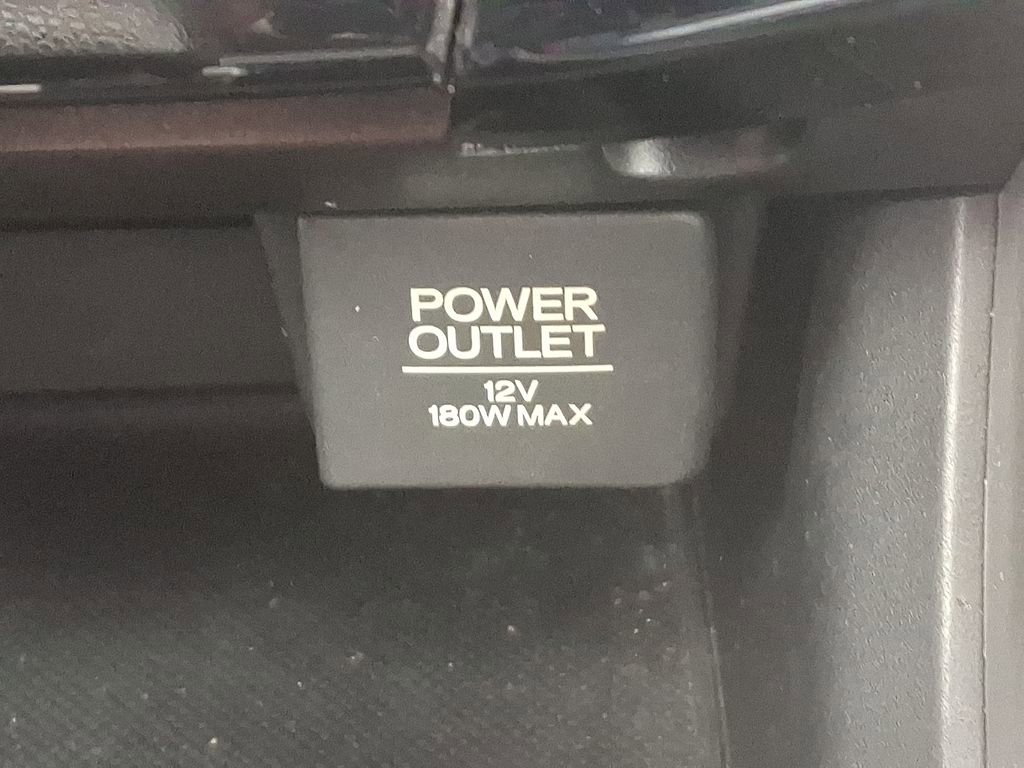 POWER
OUTLET
12V
180W MAX